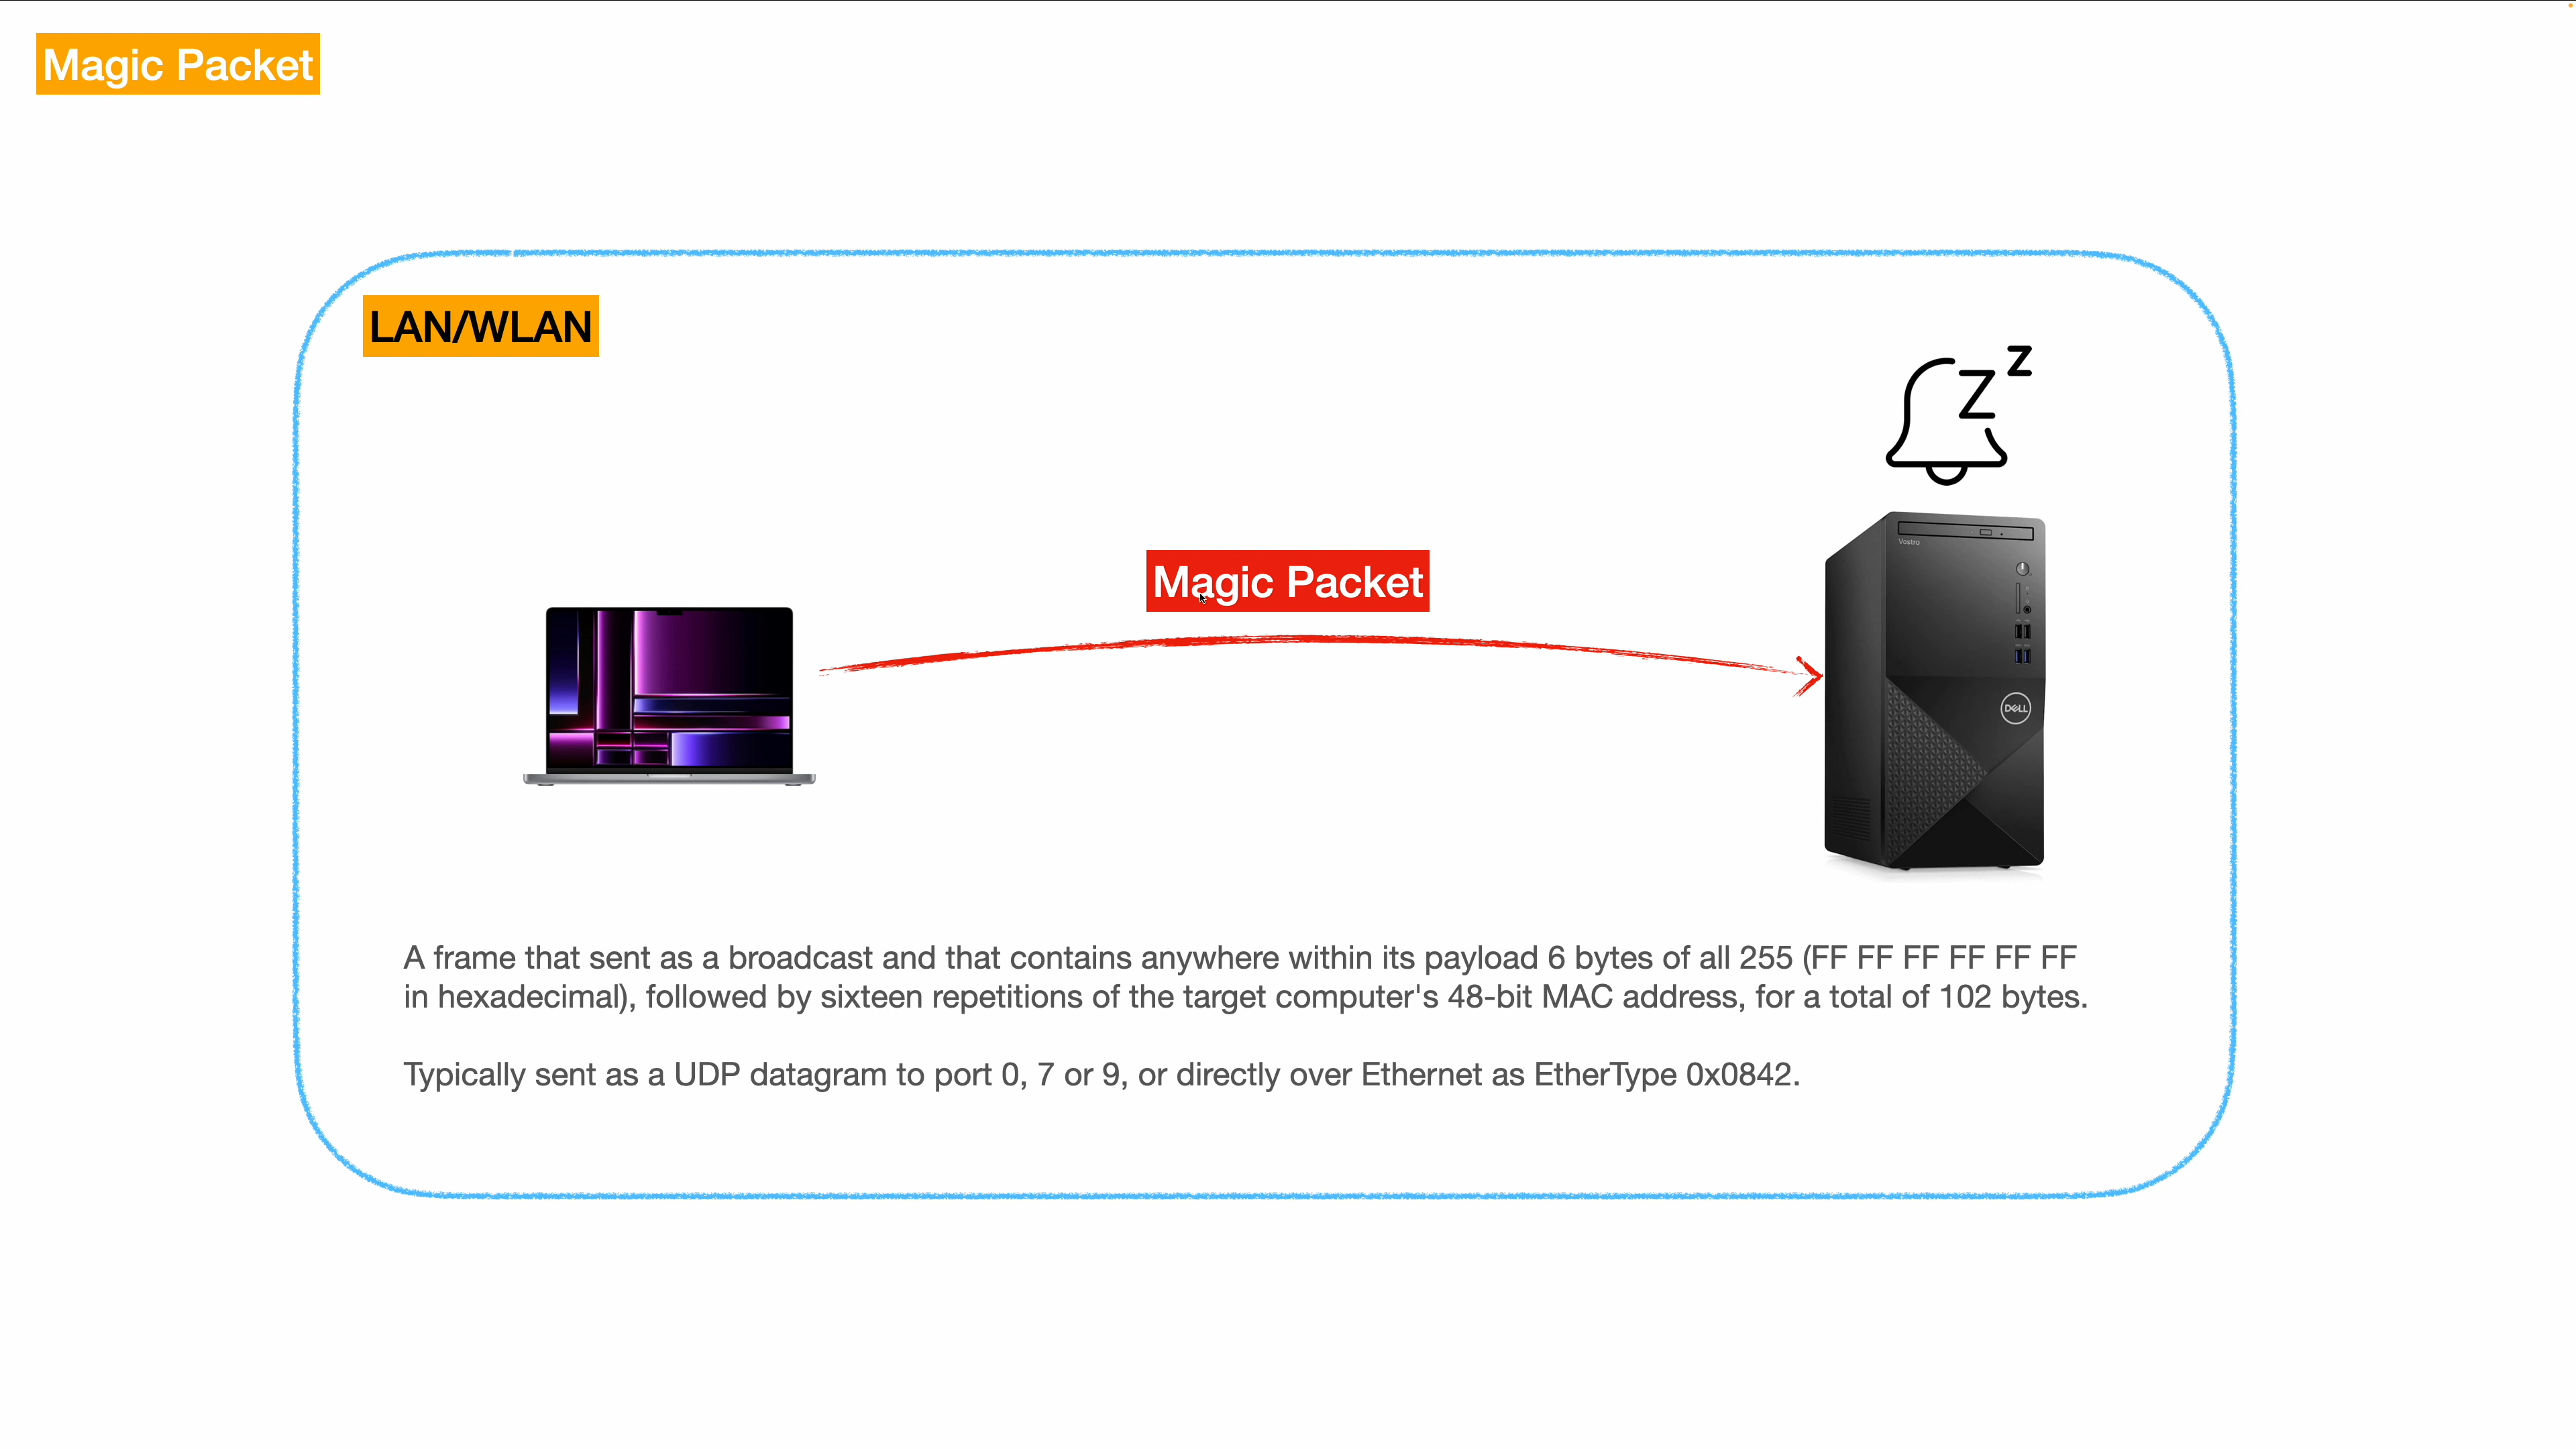 Magic Packet
LAN/WLAN
Z z
Magic Packet
Vostro
DELL
A frame that sent as a broadcast and that contains anywhere within its payload 6 bytes of all 255 (FF FF FF FF FF FF
in hexadecimal), followed by sixteen repetitions of the target computer's 48-bit MAC address, for a total of 102 bytes.
Typically sent as a UDP datagram to port 0, 7 or 9, or directly over Ethernet as EtherType 0x0842.